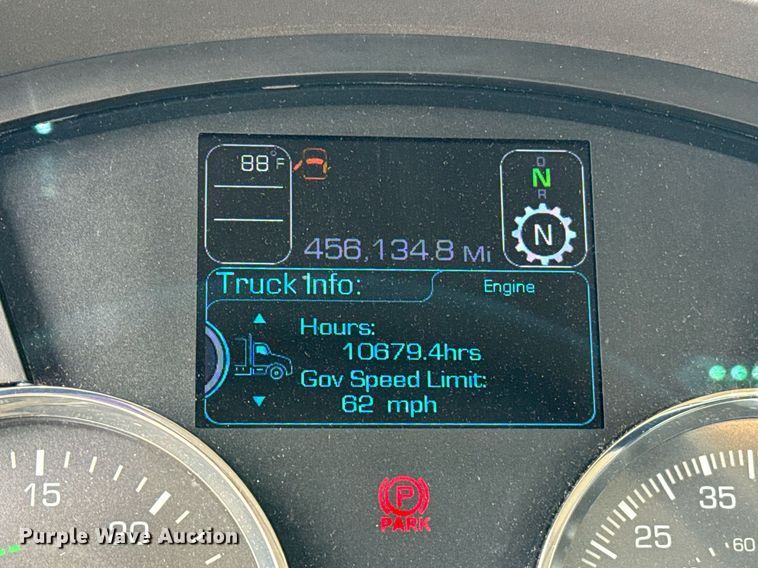 88°F
D
N
R
N
456,134.8 Mi
Truck Info:
Engine
Hours:
10679.4hrs
Gov Speed Limit:
62 mph
P
PARK
15
20
25
35
60
Purple Wave Auction